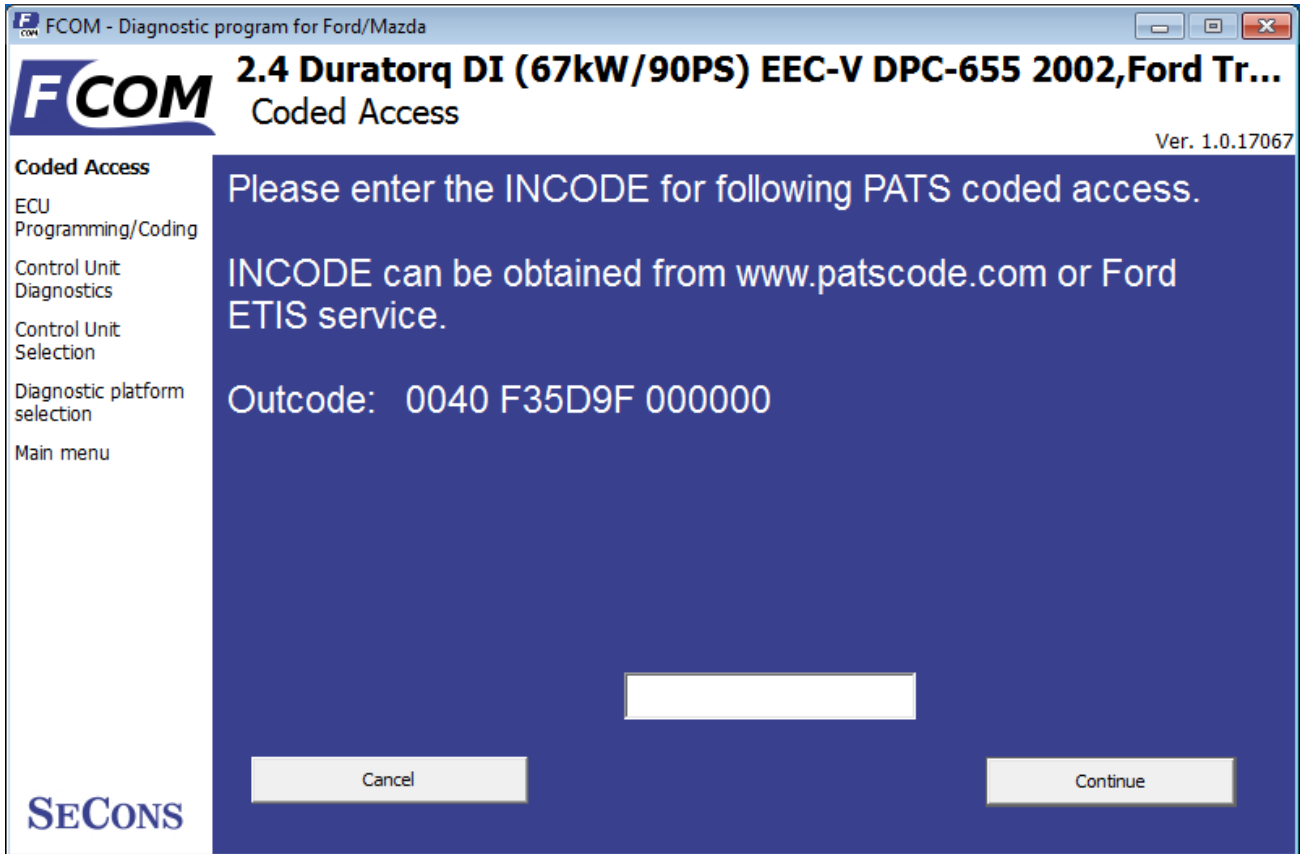 FCOM - Diagnostic program for Ford/Mazda
FCOM
2.4 Duratorq DI (67kW/90PS) EEC-V DPC-655 2002,Ford Tr...
Coded Access
Ver. 1.0.17067
Coded Access
ECU
Programming/Coding
Control Unit
Diagnostics
Control Unit
Selection
Diagnostic platform
selection
Main menu
Please enter the INCODE for following PATS coded access.
INCODE can be obtained from www.patscode.com or Ford
ETIS service.
Outcode: 0040 F35D9F 000000
Cancel
Continue
SECONS